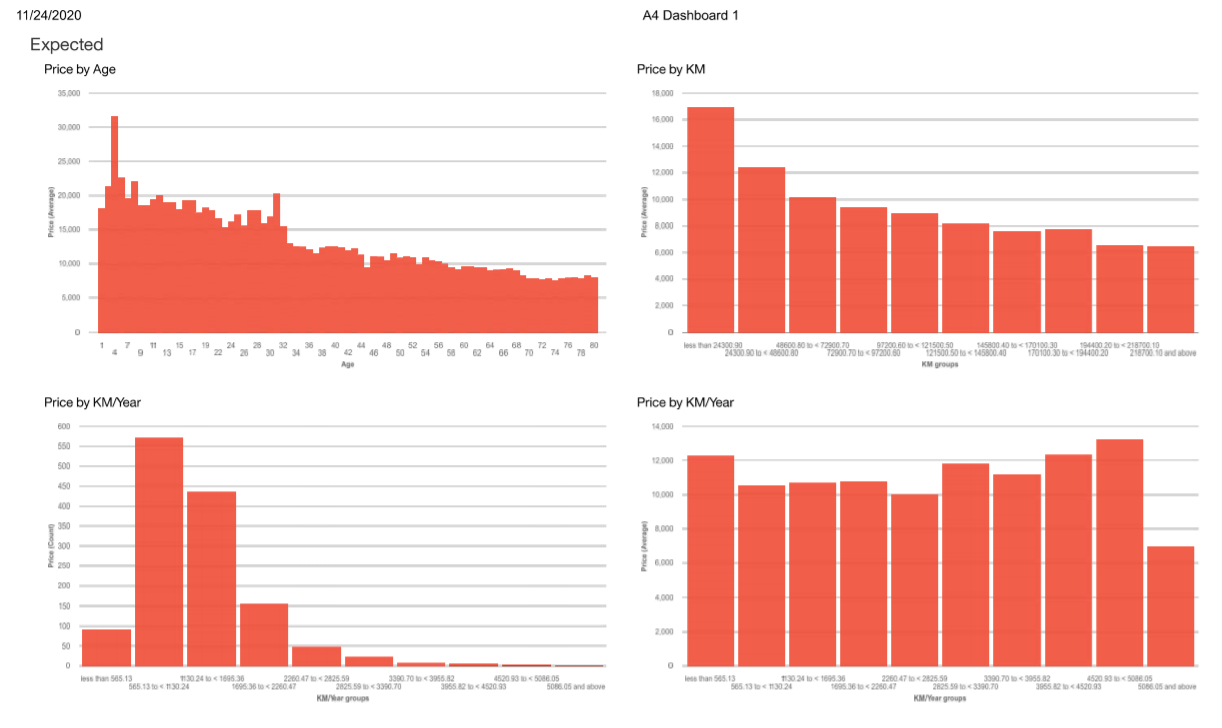 11/24/2020
A4 Dashboard 1
Expected
Price by Age
35,000
30,000
25,000
20,000
15,000
10,000
5,000
0
Price (Average)
1 7 11 15 19 24 28 32 36 40 44 48 52 56 60 64 68 72 76 80
4 9 13 17 22 26 30 34 38 42 46 50 54 58 62 66 70 74 78
Age
Price by KM
18,000
16,000
14,000
12,000
10,000
8,000
6,000
4,000
2,000
0
Price (Average)
less than 24300.90 48600.80 to < 72900.70 97200.60 to < 121500.50 145800.40 to < 170100.30 194400.20 to < 218700.10
24300.90 to < 48600.80 72900.70 to < 97200.60 121500.50 to < 145800.40 170100.30 to < 194400.20 218700.10 and above
KM groups
Price by KM/Year
600
550
500
450
400
350
300
250
200
150
100
50
0
Price (Count)
less than 565.13 1130.24 to < 1695.36 2260.47 to < 2825.59 3390.70 to < 3955.82 4520.93 to < 5086.05
565.13 to < 1130.24 1695.36 to < 2260.47 2825.59 to < 3390.70 3955.82 to < 4520.93 5086.05 and above
KM/Year groups
Price by KM/Year
14,000
12,000
10,000
8,000
6,000
4,000
2,000
0
Price (Average)
less than 565.13 1130.24 to < 1695.36 2260.47 to < 2825.59 3390.70 to < 3955.82 4520.93 to < 5086.05
565.13 to < 1130.24 1695.36 to < 2260.47 2825.59 to < 3390.70 3955.82 to < 4520.93 5086.05 and above
KM/Year groups